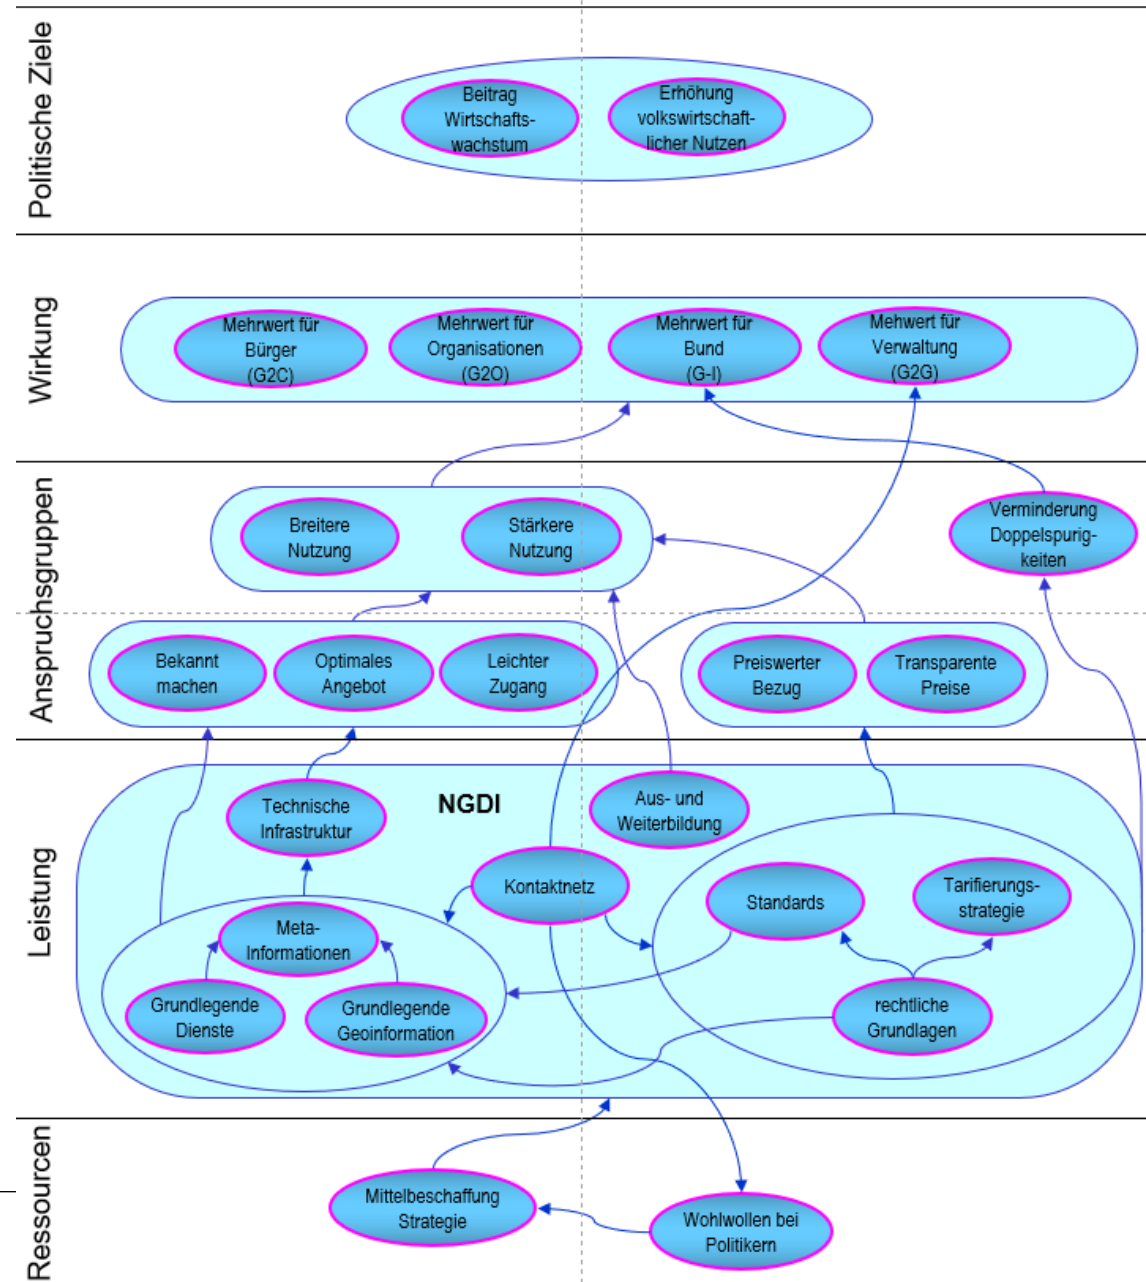 Politische Ziele
Beitrag
Wirtschafts-
wachstum
Erhöhung
volkswirtschaft-
licher Nutzen
Wirkung
Mehrwert für
Bürger
(G2C)
Mehrwert für
Organisationen
(G2O)
Mehrwert für
Bund
(G-I)
Mehwert für
Verwaltung
(G2G)
Anspruchsgruppen
Breitere
Nutzung
Stärkere
Nutzung
Verminderung
Doppelspurig-
keiten
Bekannt
machen
Optimales
Angebot
Leichter
Zugang
Preiswerter
Bezug
Transparente
Preise
Leistung
NGDI
Technische
Infrastruktur
Aus- und
Weiterbildung
Kontaktnetz
Standards
Tarifierungs-
strategie
Meta-
Informationen
Grundlegende
Dienste
Grundlegende
Geoinformation
rechtliche
Grundlagen
Ressourcen
Mittelbeschaffung
Strategie
Wohlwollen bei
Politikern